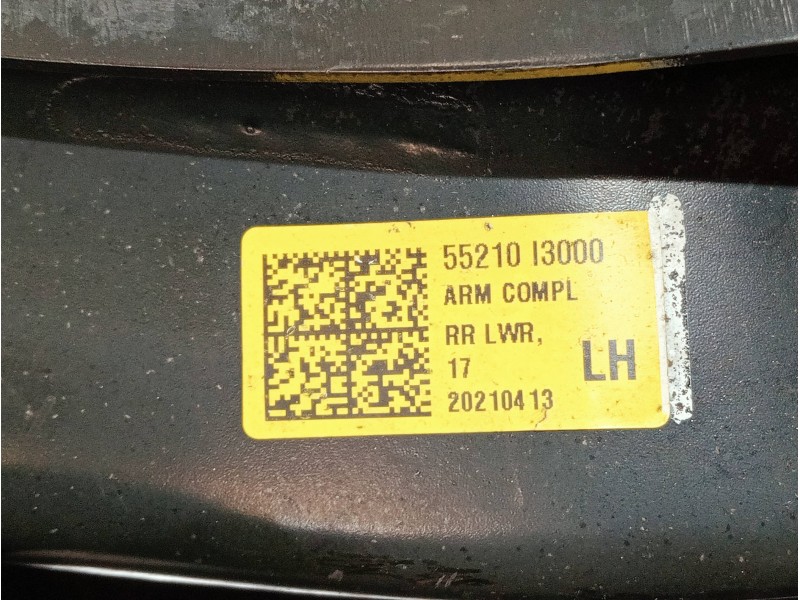 55210 I3000
ARM COMPL
RR LWR,
17
LH
20210413